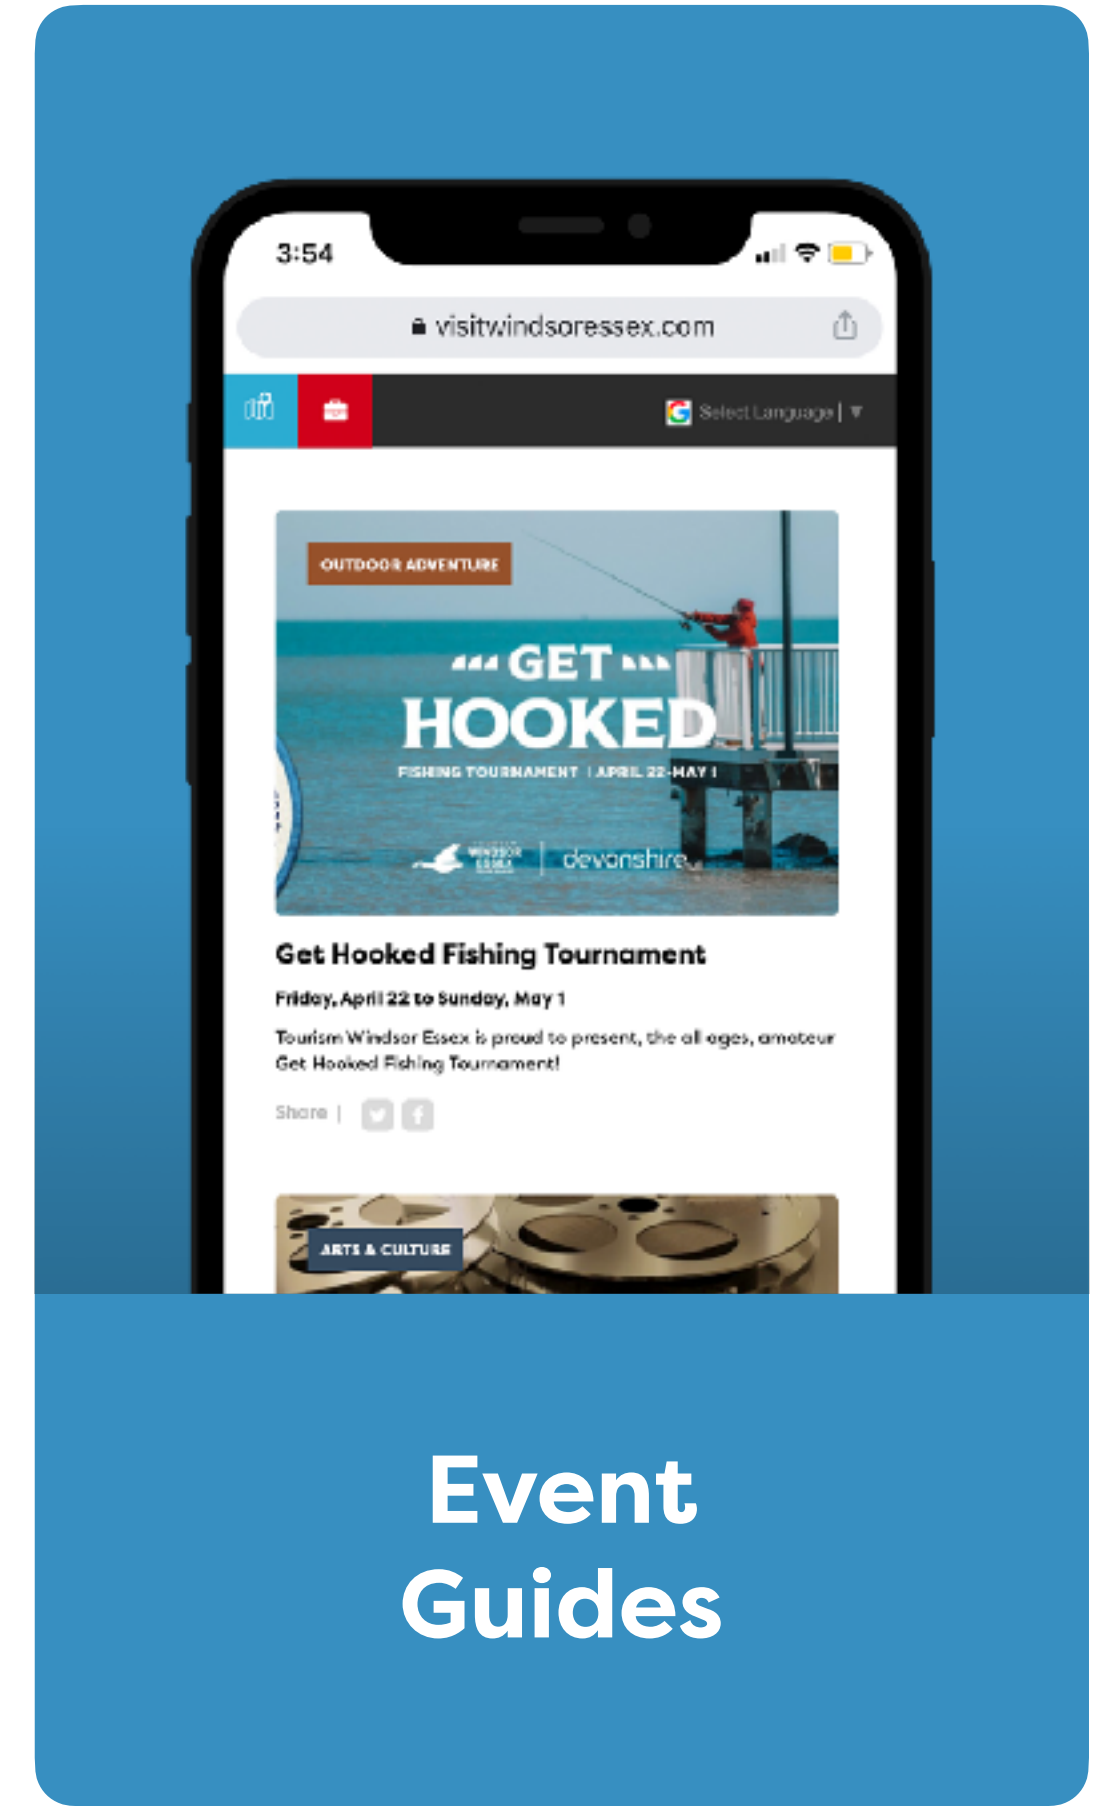 3:54
visitwindsoressex.com
Select Language | ▼
OUTDOOR ADVENTURE
GET
HOOKED
FISHING TOURNAMENT | APRIL 22-MAY 1
WINDSOR
ESSEX
devonshire
Get Hooked Fishing Tournament
Friday, April 22 to Sunday, May 1
Tourism Windsor Essex is proud to present, the all ages, amateur
Get Hooked Fishing Tournament!
Share |
ARTS & CULTURE
Event
Guides